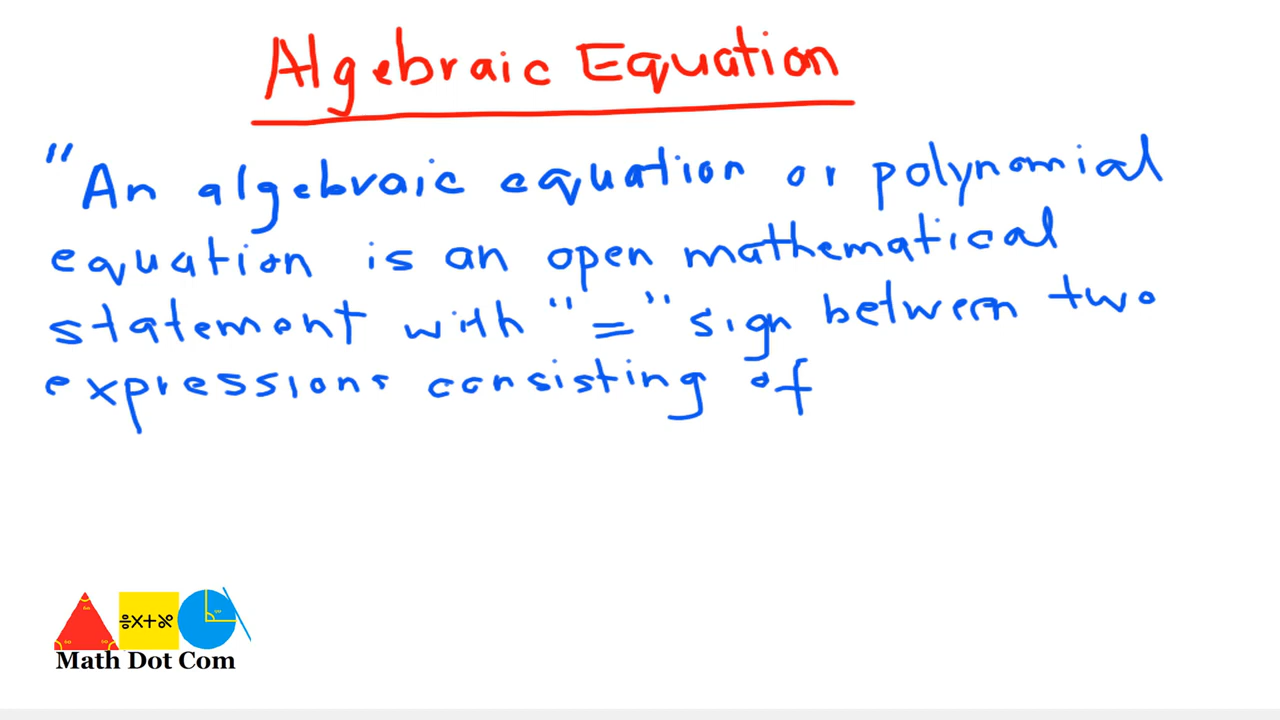 Algebraic Equation
"An algebraic equation or polynomial
equation is an open mathematical
statement with "=" sign between two
expressions consisting of
÷x+%
Math Dot Com